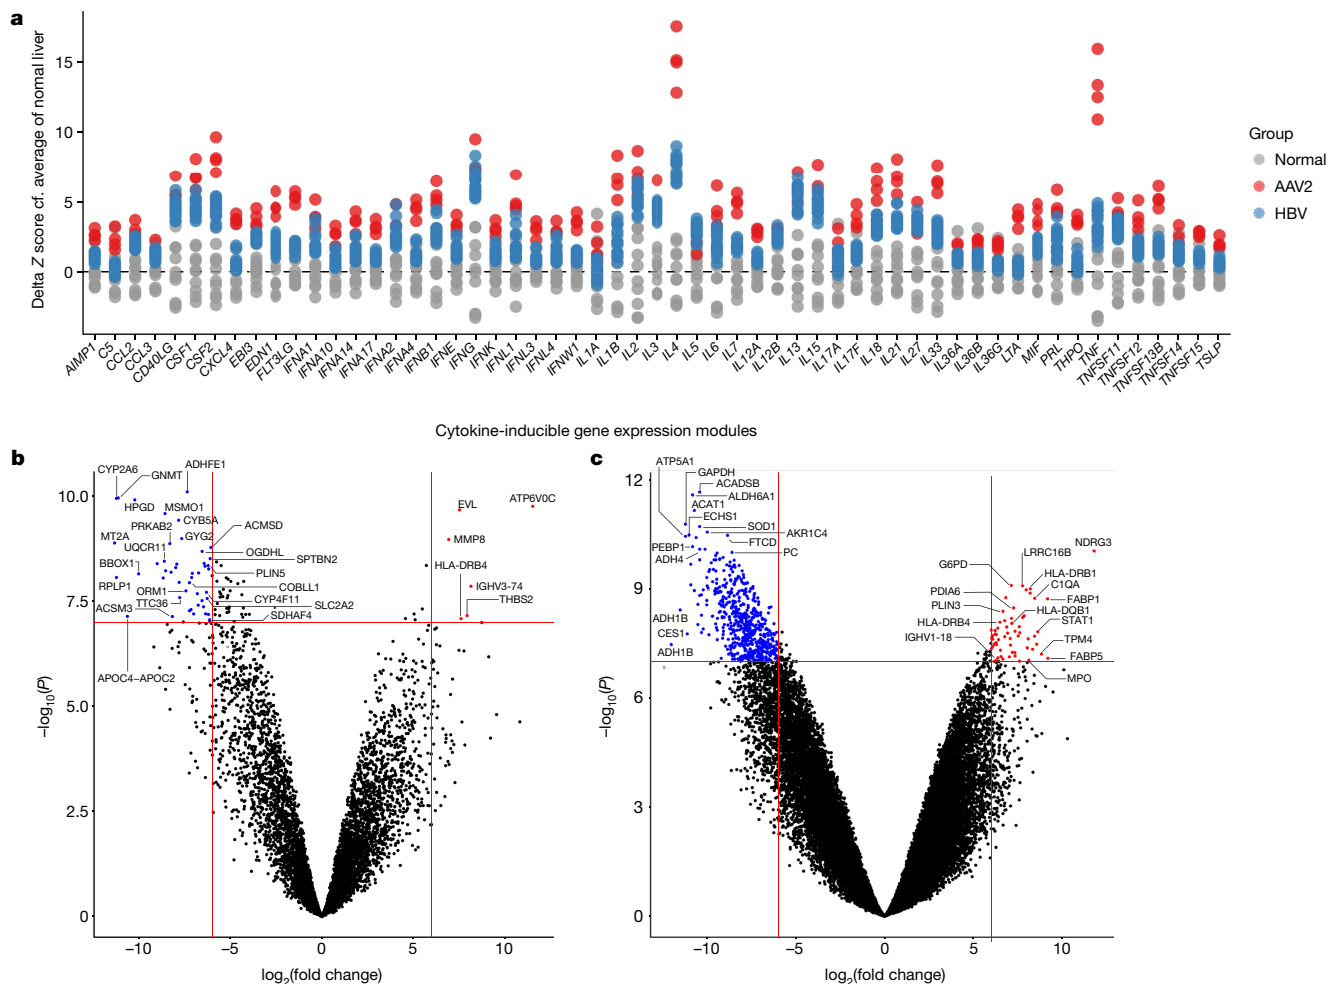 a
Delta Z score cf. average of nomal liver
15
10
5
0
Group
Normal
AAV2
HBV
AIMP1
C5
CCL2
CCL3
CD40LG
CSF1
CSF2
CXCL4
EBI3
EDN1
FLT3LG
IFNA1
IFNA10
IFNA14
IFNA17
IFNA2
IFNA4
IFNB1
IFNE
IFNG
IFNK
IFNL1
IFNL3
IFNL4
IFNW1
IL1A
IL1B
IL2
IL3
IL4
IL5
IL6
IL7
IL12A
IL12B
IL13
IL15
IL17A
IL17F
IL18
IL21
IL27
IL33
IL36A
IL36B
IL36G
LTA
MIF
PRL
THPO
TNF
TNFSF11
TNFSF12
TNFSF13B
TNFSF14
TNFSF15
TSLP
Cytokine-inducible gene expression modules
b
−log10(P)
10.0
7.5
5.0
2.5
0
−10
−5
0
5
10
log2(fold change)
CYP2A6
GNMT
ADHFE1
HPGD
MSMO1
PRKAB2
CYB5A
MT2A
GYG2
ACMSD
UQCR11
OGDHL
BBOX1
SPTBN2
RPLP1
PLIN5
ORM1
COBLL1
TTC36
CYP4F11
ACSM3
SLC2A2
SDHAF4
APOC4−APOC2
EVL
ATP6V0C
MMP8
HLA-DRB4
IGHV3-74
THBS2
c
−log10(P)
12
9
6
3
0
−10
−5
0
5
10
log2(fold change)
ATP5A1
GAPDH
ACADSB
ALDH6A1
ACAT1
ECHS1
SOD1
AKR1C4
PEBP1
FTCD
ADH4
PC
ADH1B
CES1
ADH1B
NDRG3
LRRC16B
G6PD
HLA-DRB1
C1QA
PDIA6
FABP1
PLIN3
HLA-DQB1
HLA-DRB4
STAT1
IGHV1-18
TPM4
FABP5
MPO